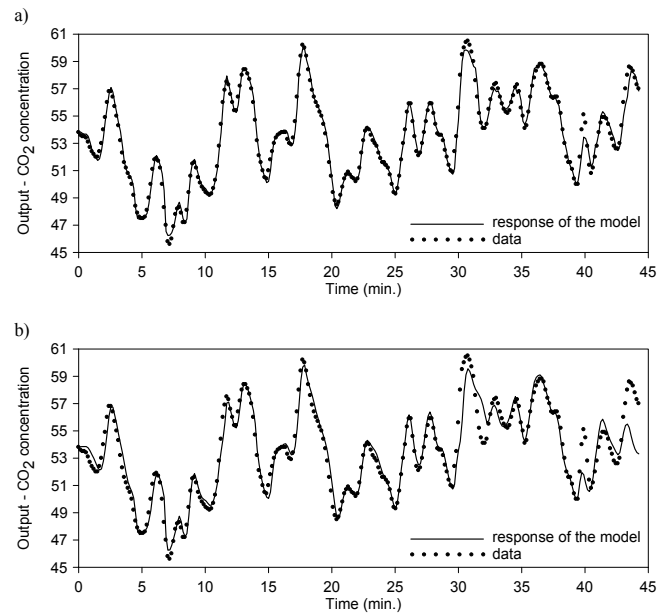 a)
61
59
57
55
53
51
49
47
45
Output - CO2 concentration
response of the model
data
0 5 10 15 20 25 30 35 40 45
Time (min.)
b)
61
59
57
55
53
51
49
47
45
Output - CO2 concentration
response of the model
data
0 5 10 15 20 25 30 35 40 45
Time (min.)